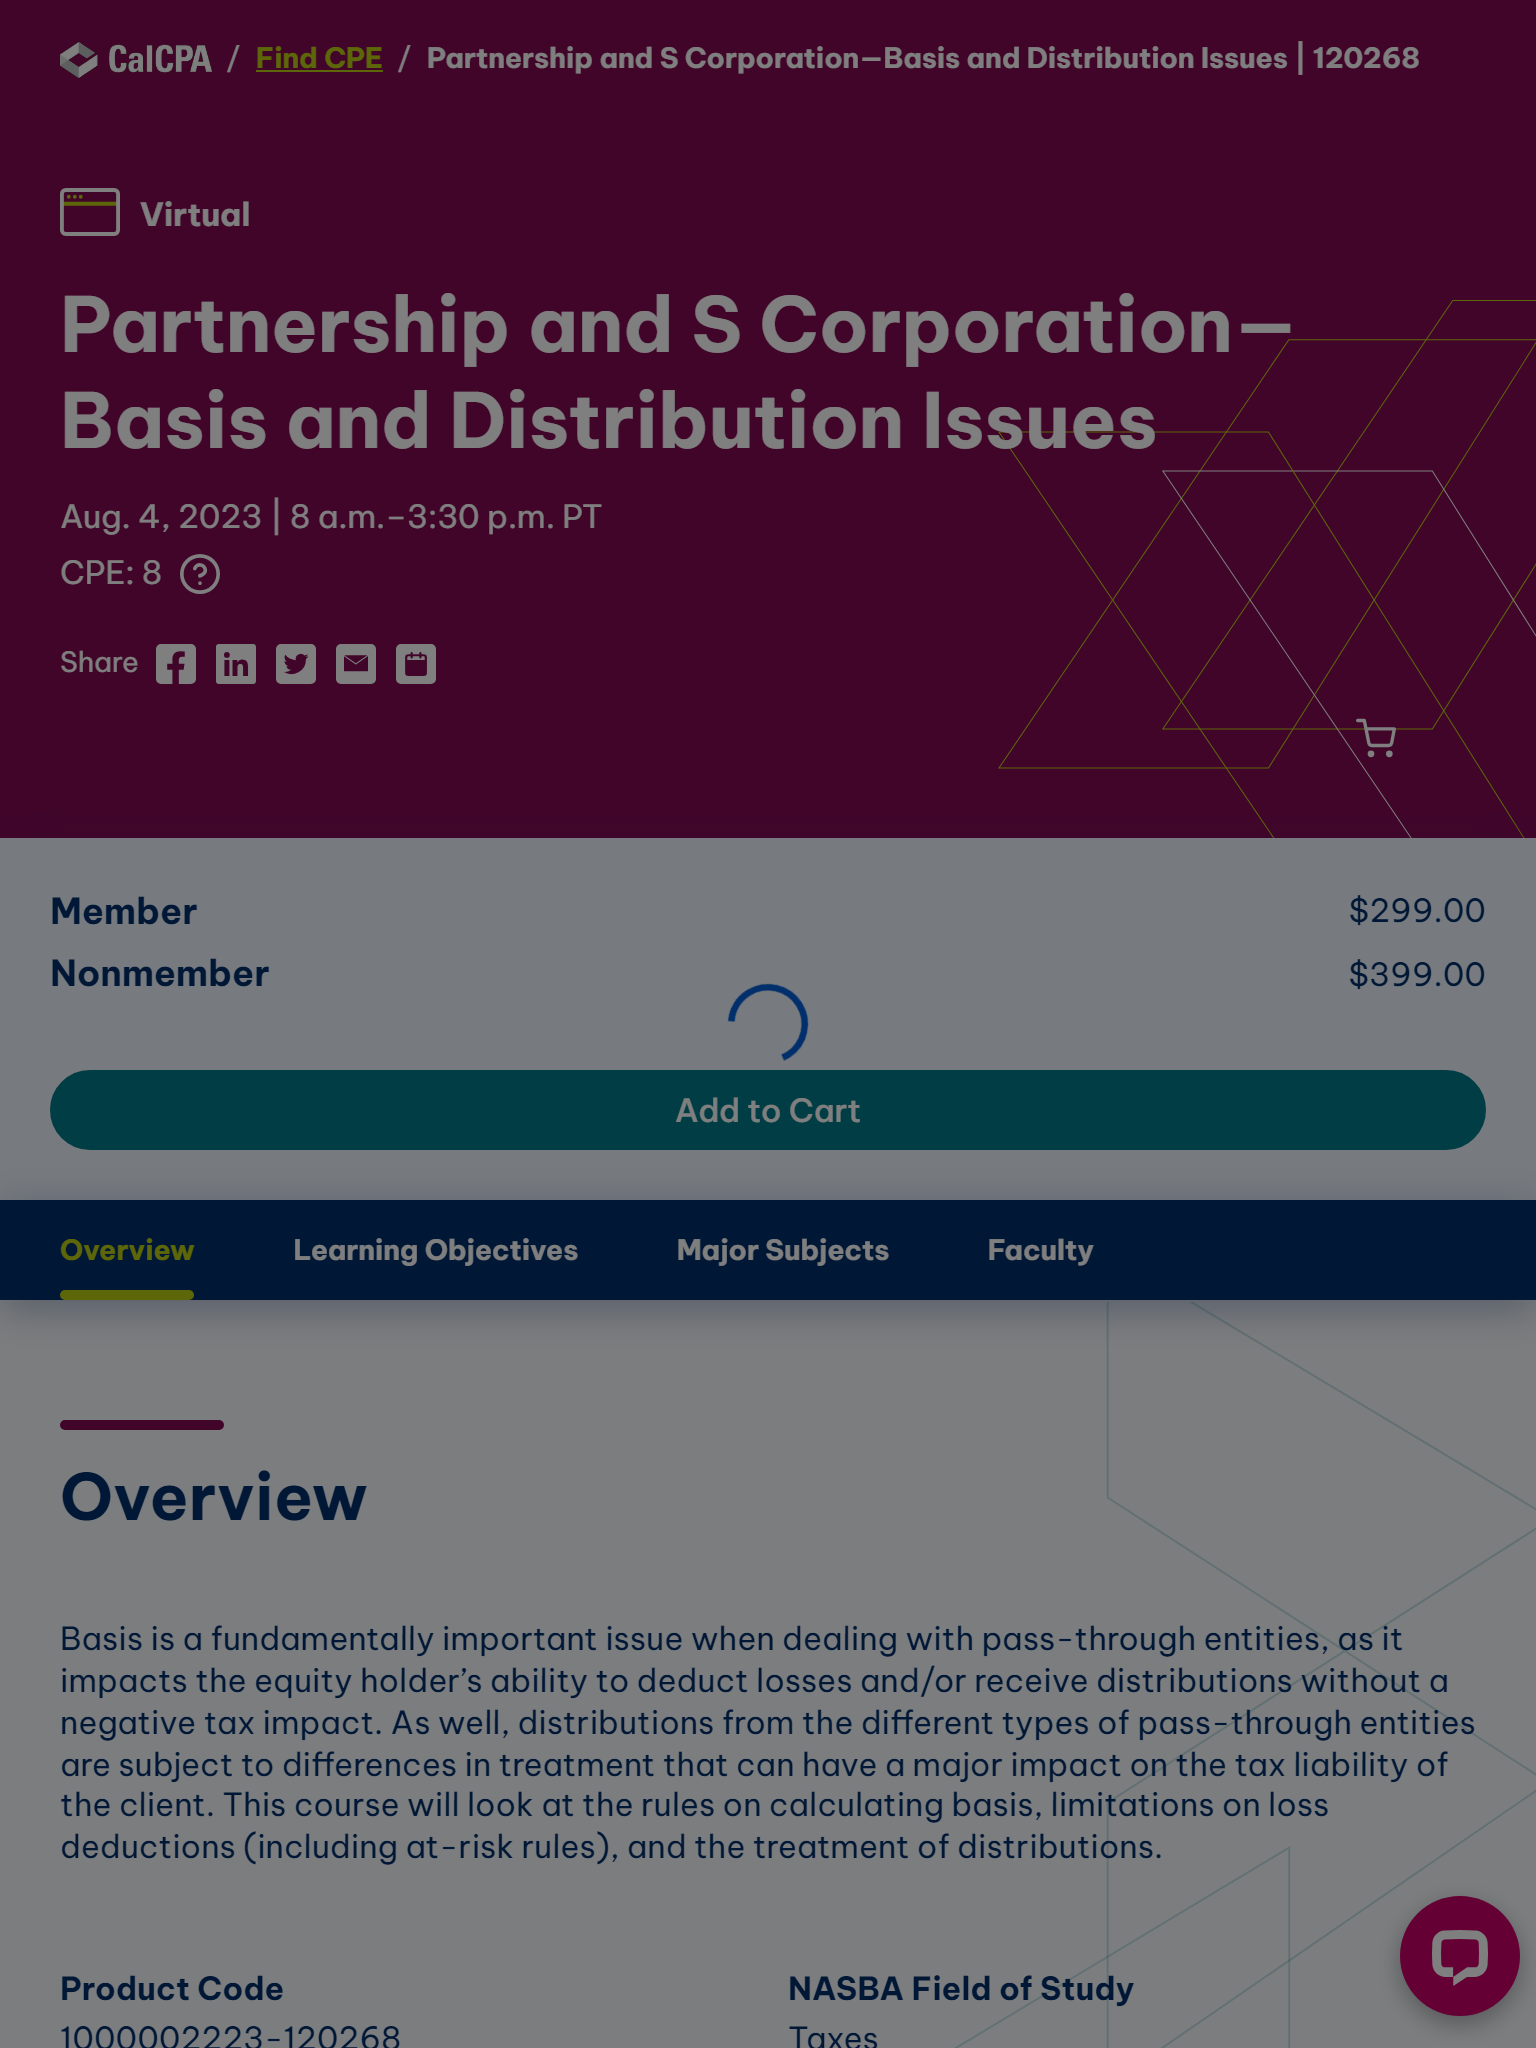 CalCPA / Find CPE / Partnership and S Corporation—Basis and Distribution Issues | 120268
Virtual
Partnership and S Corporation—
Basis and Distribution Issues
Aug. 4, 2023 | 8 a.m.–3:30 p.m. PT
CPE: 8
Share
Member $299.00
Nonmember $399.00
Add to Cart
Overview Learning Objectives Major Subjects Faculty
Overview
Basis is a fundamentally important issue when dealing with pass-through entities, as it
impacts the equity holder’s ability to deduct losses and/or receive distributions without a
negative tax impact. As well, distributions from the different types of pass-through entities
are subject to differences in treatment that can have a major impact on the tax liability of
the client. This course will look at the rules on calculating basis, limitations on loss
deductions (including at-risk rules), and the treatment of distributions.
Product Code NASBA Field of Study
1000002223-120268 Taxes